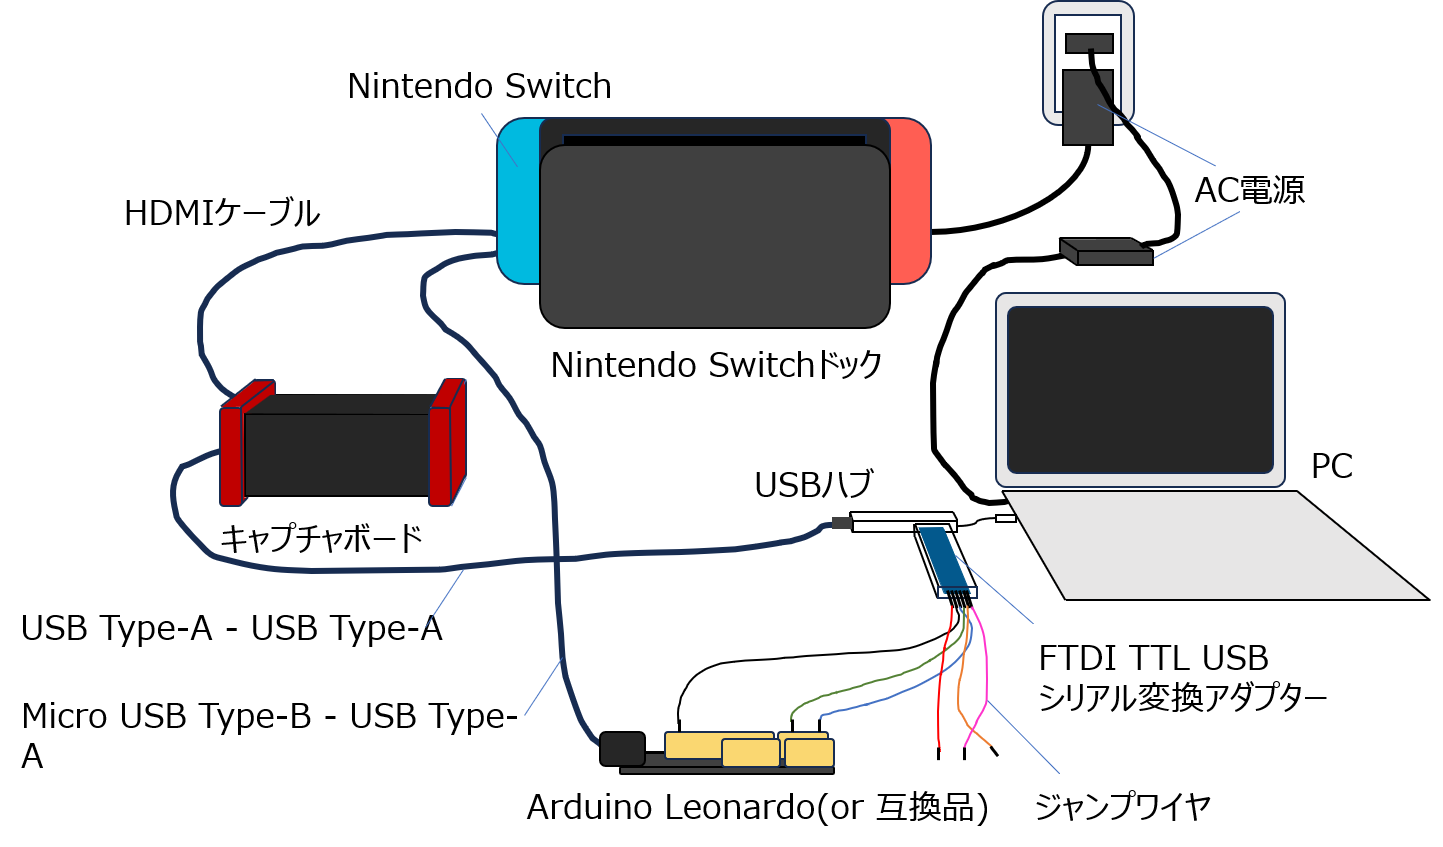 Nintendo Switch
AC電源
HDMIケーブル
Nintendo Switchドック
PC
USBハブ
キャプチャボード
USB Type-A - USB Type-A
FTDI TTL USB
シリアル変換アダプター
Micro USB Type-B - USB Type-
A
Arduino Leonardo(or 互換品)
ジャンプワイヤ